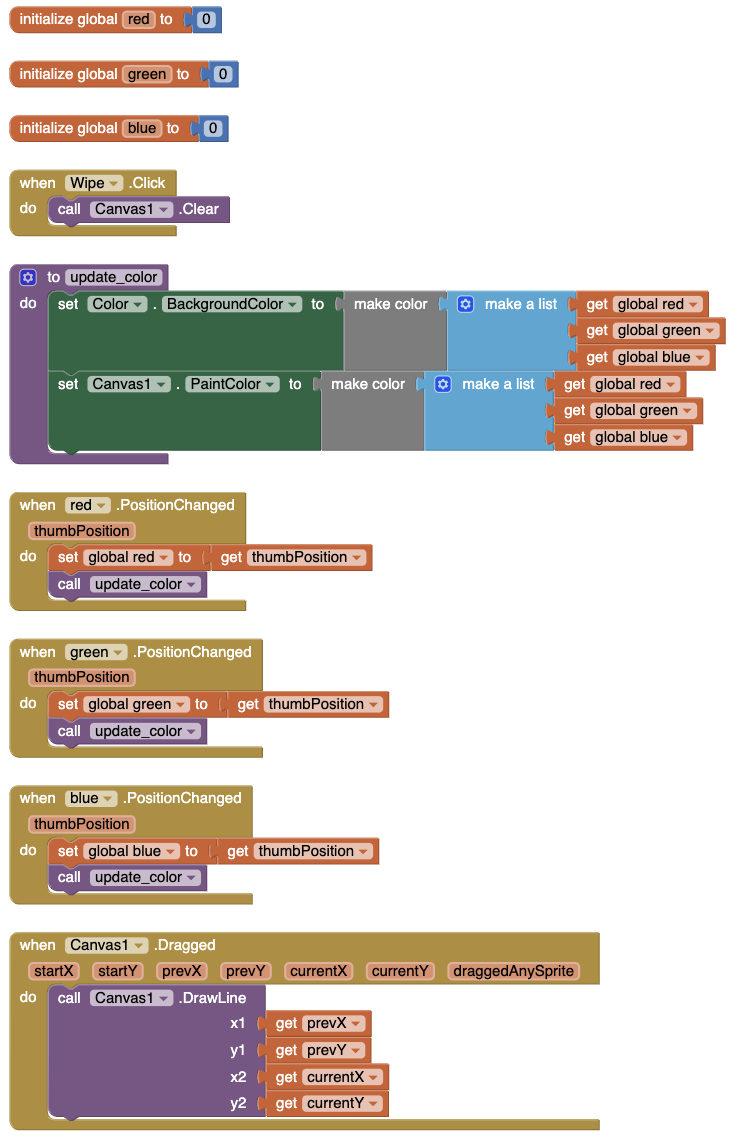 initialize global red to 0
initialize global green to 0
initialize global blue to 0
when Wipe .Click
do call Canvas1 .Clear
to update_color
do set Color . BackgroundColor to make color make a list get global red
get global green
get global blue
set Canvas1 . PaintColor to make color make a list get global red
get global green
get global blue
when red .PositionChanged
thumbPosition
do set global red to get thumbPosition
call update_color
when green .PositionChanged
thumbPosition
do set global green to get thumbPosition
call update_color
when blue .PositionChanged
thumbPosition
do set global blue to get thumbPosition
call update_color
when Canvas1 .Dragged
startX startY prevX prevY currentX currentY draggedAnySprite
do call Canvas1 .DrawLine
x1 get prevX
y1 get prevY
x2 get currentX
y2 get currentY